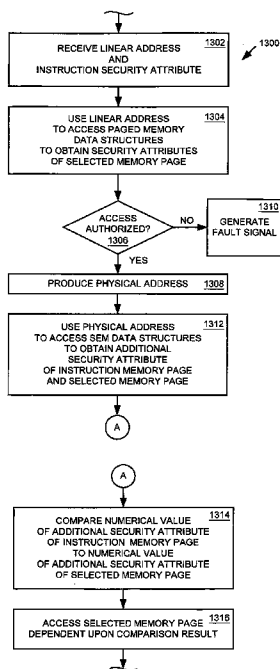 1302
RECEIVE LINEAR ADDRESS
AND
INSTRUCTION SECURITY ATTRIBUTE
1300
1304
USE LINEAR ADDRESS
TO ACCESS PAGED MEMORY
DATA STRUCTURES
TO OBTAIN SECURITY ATTRIBUTES
OF SELECTED MEMORY PAGE
ACCESS
AUTHORIZED?
1306
NO
1310
GENERATE
FAULT SIGNAL
YES
PRODUCE PHYSICAL ADDRESS 1308
1312
USE PHYSICAL ADDRESS
TO ACCESS SEM DATA STRUCTURES
TO OBTAIN ADDITIONAL
SECURITY ATTRIBUTE
OF INSTRUCTION MEMORY PAGE
AND SELECTED MEMORY PAGE
A
A
1314
COMPARE NUMERICAL VALUE
OF ADDITIONAL SECURITY ATTRIBUTE
OF INSTRUCTION MEMORY PAGE
TO NUMERICAL VALUE
OF ADDITIONAL SECURITY ATTRIBUTE
OF SELECTED MEMORY PAGE
1316
ACCESS SELECTED MEMORY PAGE
DEPENDENT UPON COMPARISON RESULT